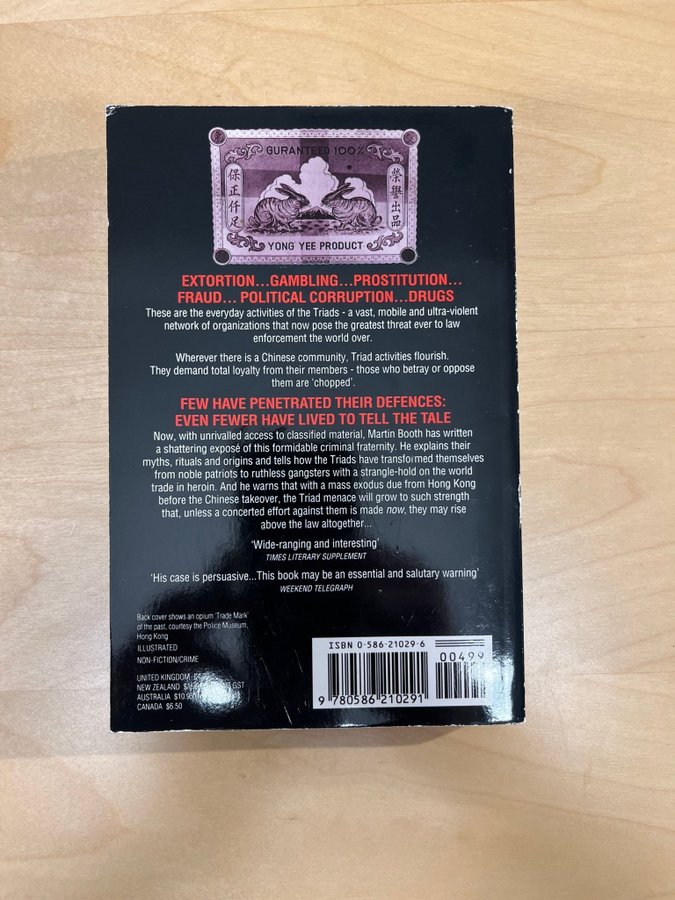 GURANTEED 100%
保正仟足
榮譽出品
YONG YEE PRODUCT
EXTORTION...GAMBLING...PROSTITUTION...
FRAUD... POLITICAL CORRUPTION...DRUGS
These are the everyday activities of the Triads - a vast, mobile and ultra-violent
network of organizations that now pose the greatest threat ever to law
enforcement the world over.
Wherever there is a Chinese community, Triad activities flourish.
They demand total loyalty from their members - those who betray or oppose
them are 'chopped'.
FEW HAVE PENETRATED THEIR DEFENCES:
EVEN FEWER HAVE LIVED TO TELL THE TALE
Now, with unrivalled access to classified material, Martin Booth has written
a shattering exposé of this formidable criminal fraternity. He explains their
myths, rituals and origins and tells how the Triads have transformed themselves
from noble patriots to ruthless gangsters with a strangle-hold on the world
trade in heroin. And he warns that with a mass exodus due from Hong Kong
before the Chinese takeover, the Triad menace will grow to such strength
that, unless a concerted effort against them is made now, they may rise
above the law altogether...
'Wide-ranging and interesting'
TIMES LITERARY SUPPLEMENT
'His case is persuasive...This book may be an essential and salutary warning'
WEEKEND TELEGRAPH
Back cover shows an opium 'Trade Mark'
of the past, courtesy the Police Museum,
Hong Kong
ILLUSTRATED
NON-FICTION/CRIME
UNITED KINGDOM
NEW ZEALAND GST
AUSTRALIA
CANADA $6.50
ISBN 0-586-21029-6
00499
9 780586 210291